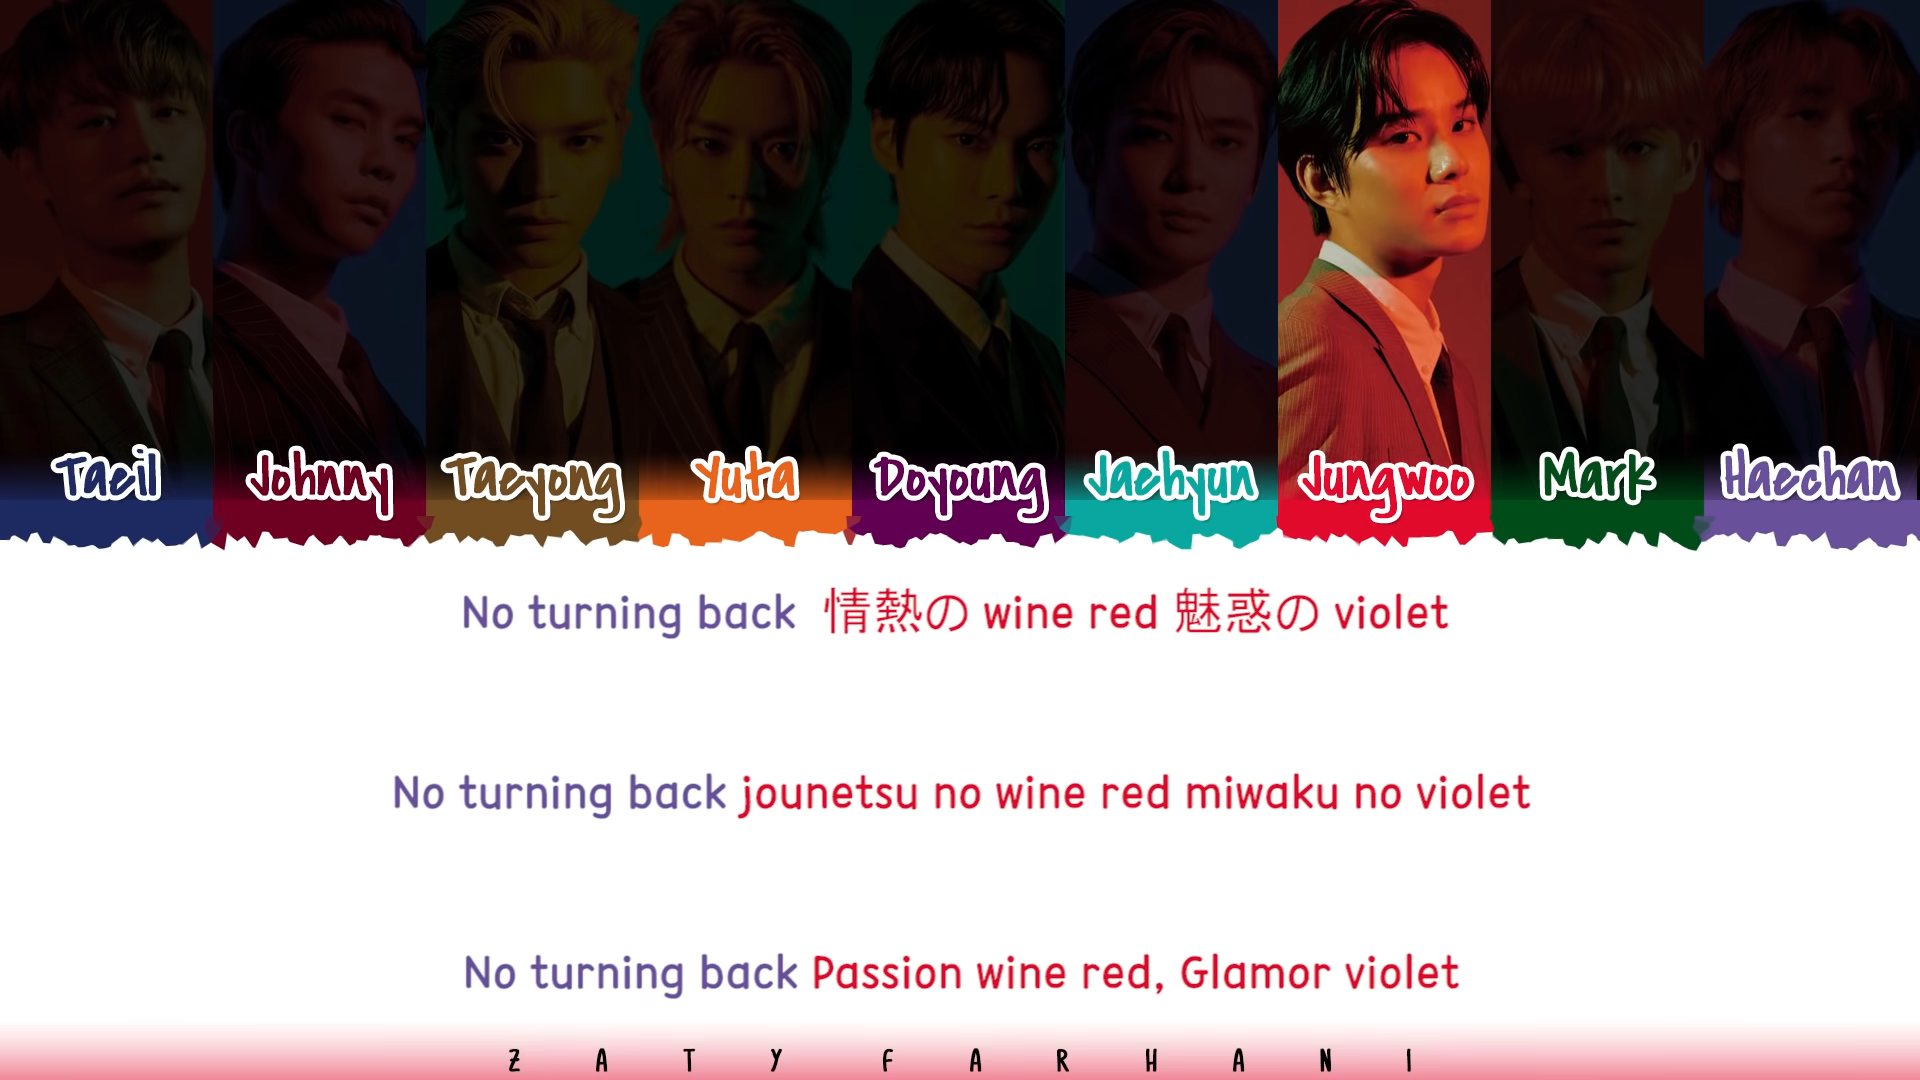 Taeil Johnny Taeyong Yuta Doyoung Jaehyun Jungwoo Mark Haechan
No turning back 情熱の wine red 魅惑の violet
No turning back jounetsu no wine red miwaku no violet
No turning back Passion wine red, Glamor violet
ZATY FARHANI